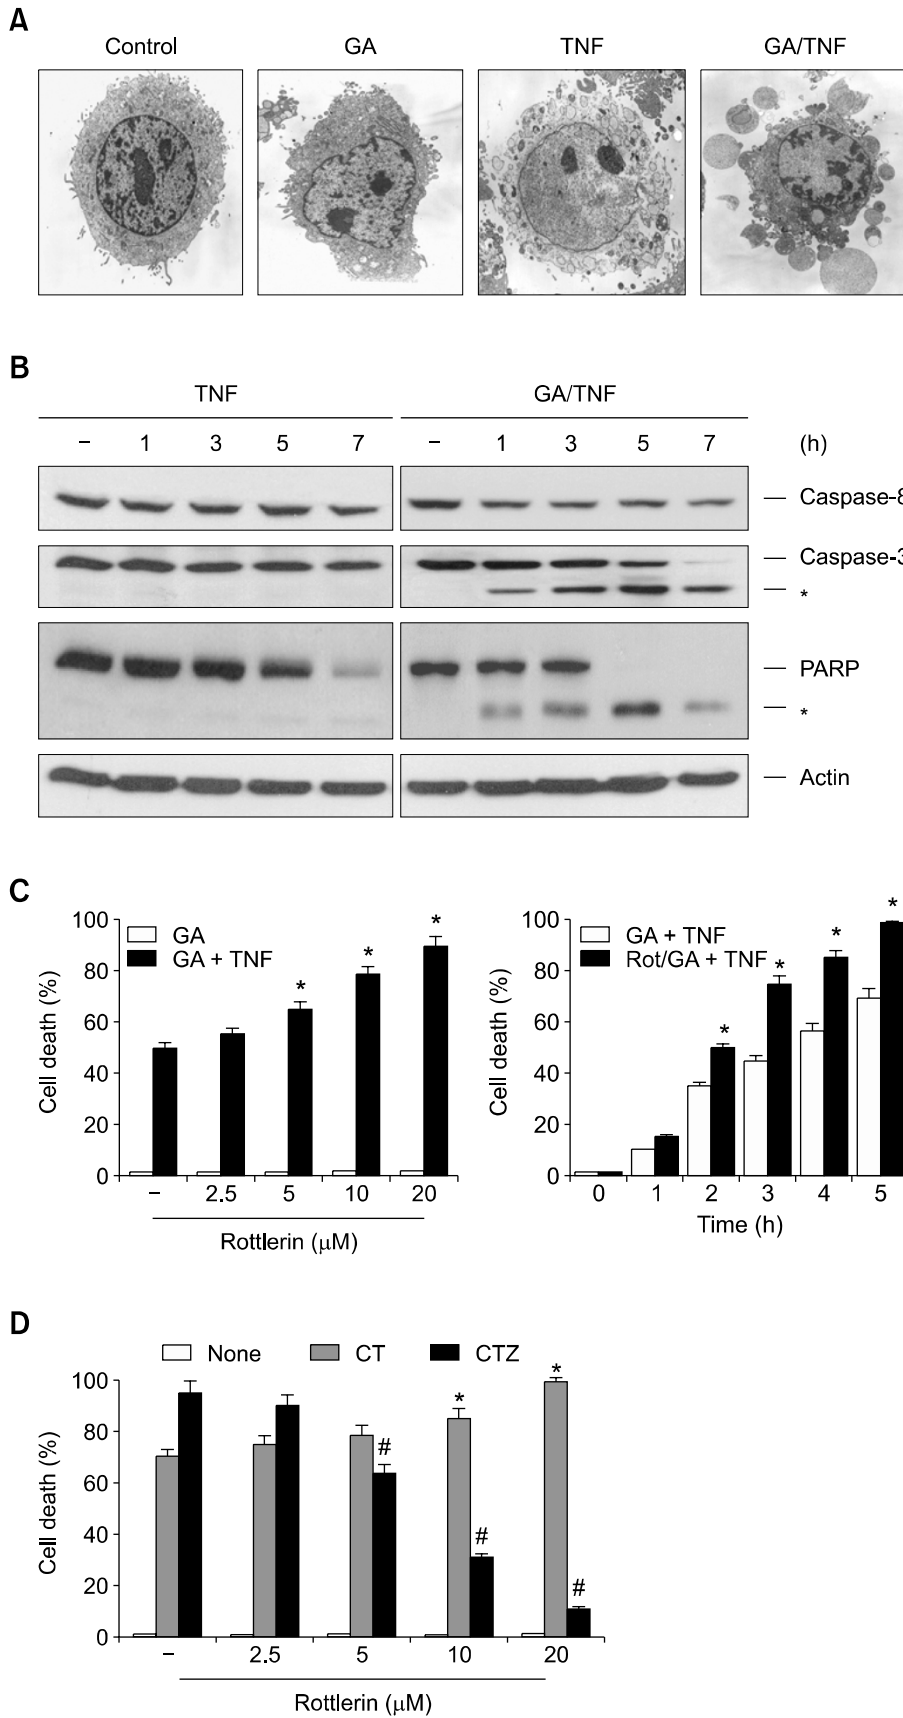 A
Control GA TNF GA/TNF
B
TNF GA/TNF
– 1 3 5 7 – 1 3 5 7 (h)
Caspase-8
Caspase-3
*
PARP
*
Actin
C
100 80 60 40 20 0
Cell death (%)
GA
GA + TNF
* * *
– 2.5 5 10 20
Rottlerin (μM)
100 80 60 40 20 0
Cell death (%)
GA + TNF
Rot/GA + TNF
* * * *
0 1 2 3 4 5
Time (h)
D
None CT CTZ
100 80 60 40 20 0
Cell death (%)
# * # * #
– 2.5 5 10 20
Rottlerin (μM)